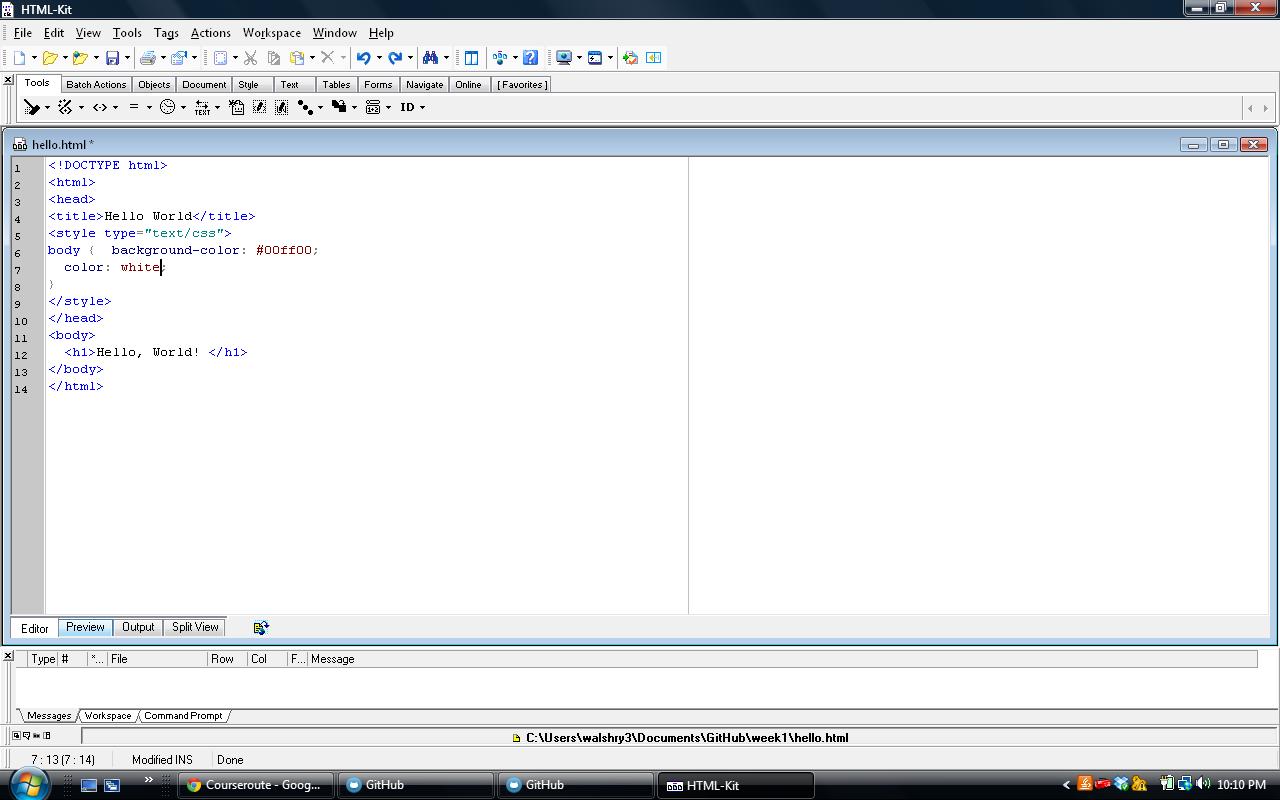 HTML-Kit
File Edit View Tools Tags Actions Workspace Window Help
Tools Batch Actions Objects Document Style Text Tables Forms Navigate Online [ Favorites ]
TEXT ID
hello.html *
1 <!DOCTYPE html>
2 <html>
3 <head>
4 <title>Hello World</title>
5 <style type="text/css">
6 body {  background-color: #00ff00;
7   color: white;
8 }
9 </style>
10 </head>
11 <body>
12   <h1>Hello, World! </h1>
13 </body>
14 </html>
Editor Preview Output Split View
Type # *... File Row Col F... Message
Messages Workspace Command Prompt
C:\Users\walshry3\Documents\GitHub\week1\hello.html
7 : 13 (7 : 14) Modified INS Done
» Courseroute - Goog... GitHub GitHub HTML-Kit < 10:10 PM